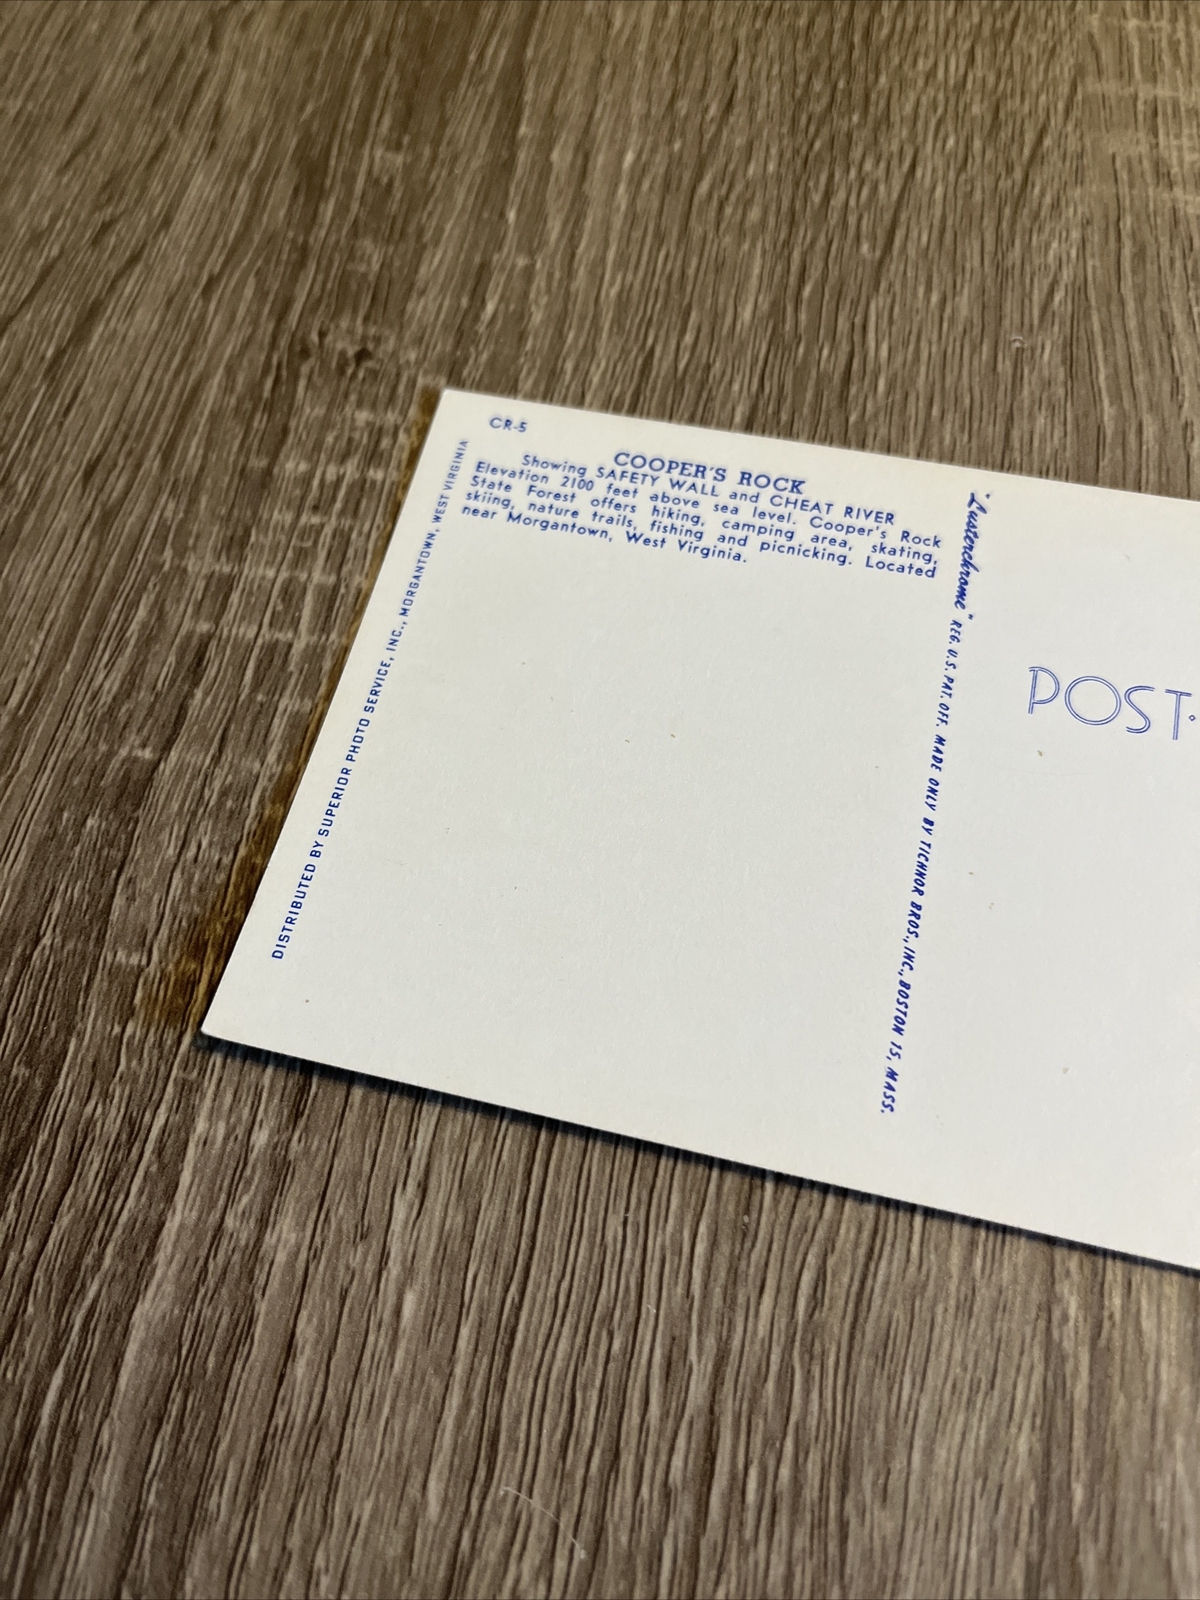 CR-5
COOPER'S ROCK
Showing SAFETY WALL and CHEAT RIVER
Elevation 2100 feet above sea level. Cooper's Rock
State Forest offers hiking, camping area, skating,
skiing, nature trails, fishing and picnicking. Located
near Morgantown, West Virginia.
DISTRIBUTED BY SUPERIOR PHOTO SERVICE, INC., MORGANTOWN, WEST VIRGINIA
"Lusterchrome" REG. U.S. PAT. OFF. MADE ONLY BY TICHNOR BROS., INC., BOSTON 15, MASS.
POST